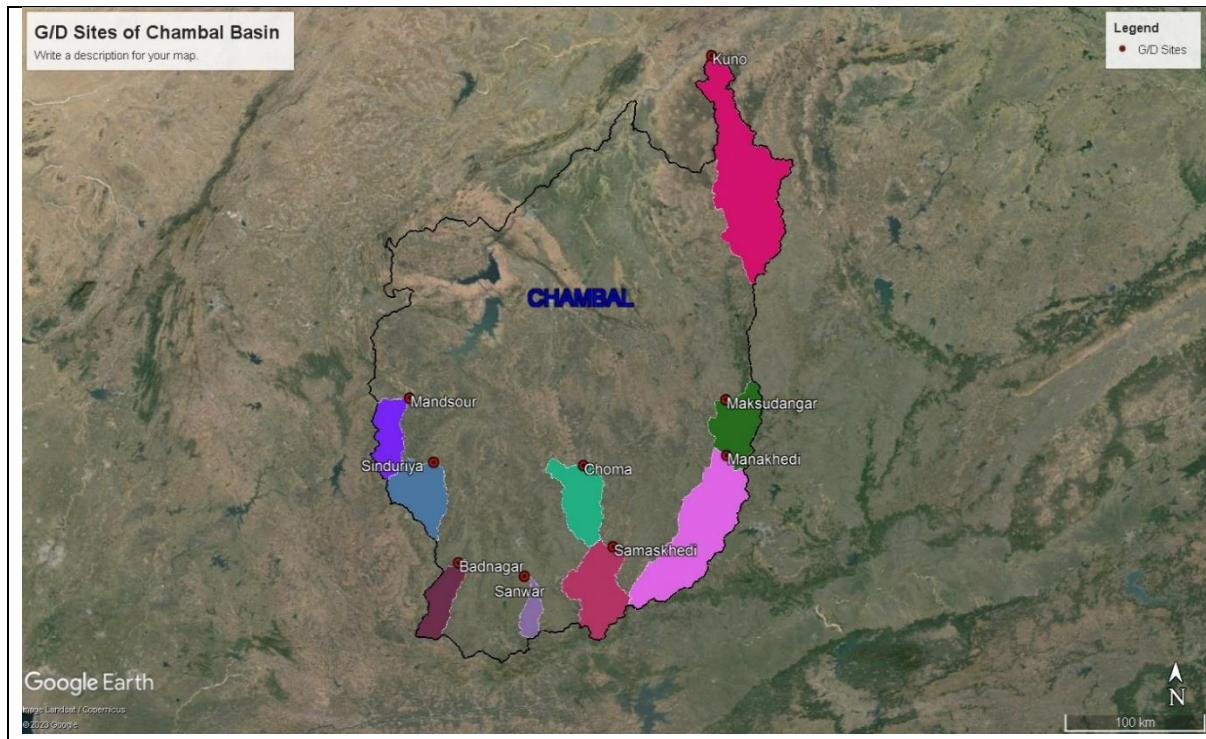 G/D Sites of Chambal Basin
Write a description for your map.
Legend
G/D Sites
Kuno
CHAMBAL
Mandsour
Maksudangar
Sinduriya
Choma
Manakhedi
Samaskhedi
Badnagar
Sanwar
Google Earth
Image Landsat / Copernicus
©2023 Google
N
100 km